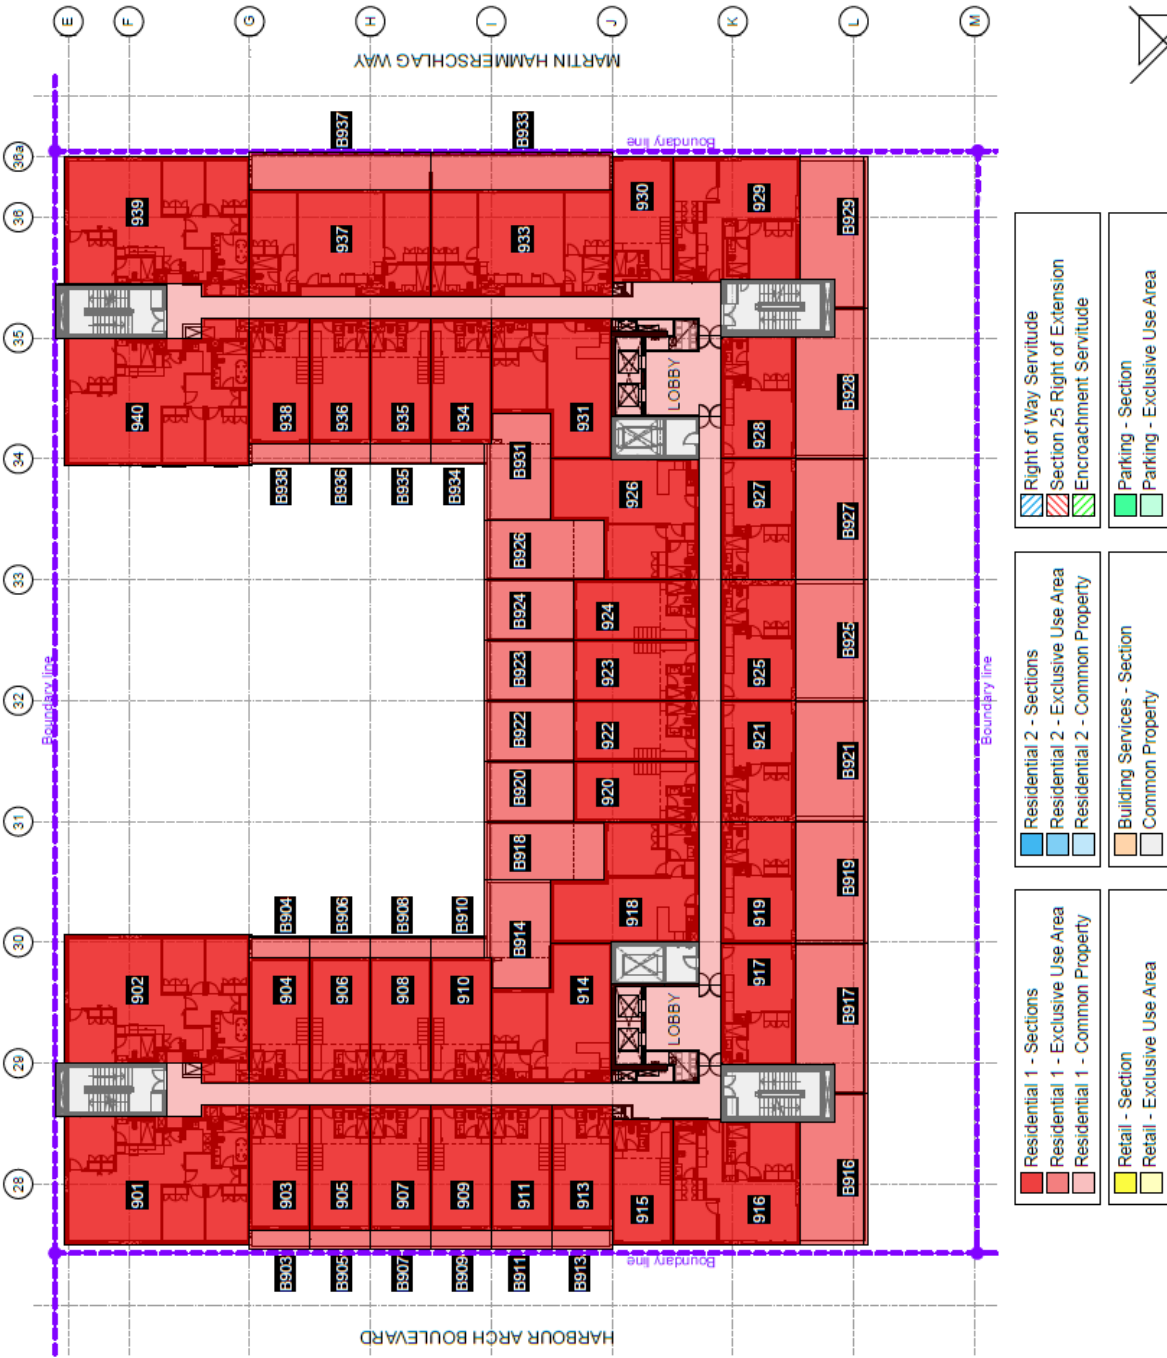 E
F
G
H
I
J
K
L
M
MARTIN HAMMERSCHLAG WAY
36a
36
35
34
33
32
31
30
29
28
B937
B933
Boundary line
939
937
933
930
929
B929
940
938
936
935
934
931
LOBBY
928
B928
B938
B936
B935
B934
B931
926
927
B927
B926
B924
924
925
B925
B923
923
B922
922
921
B921
Boundary line
Boundary line
B920
920
B918
918
919
B919
B904
B906
B908
B910
B914
902
904
906
908
910
914
LOBBY
917
B917
901
903
905
907
909
911
913
915
916
B916
B903
B905
B907
B909
B911
B913
Boundary line
HARBOUR ARCH BOULEVARD
Residential 1 - Sections
Residential 1 - Exclusive Use Area
Residential 1 - Common Property
Retail - Section
Retail - Exclusive Use Area
Residential 2 - Sections
Residential 2 - Exclusive Use Area
Residential 2 - Common Property
Building Services - Section
Common Property
Right of Way Servitude
Section 25 Right of Extension
Encroachment Servitude
Parking - Section
Parking - Exclusive Use Area